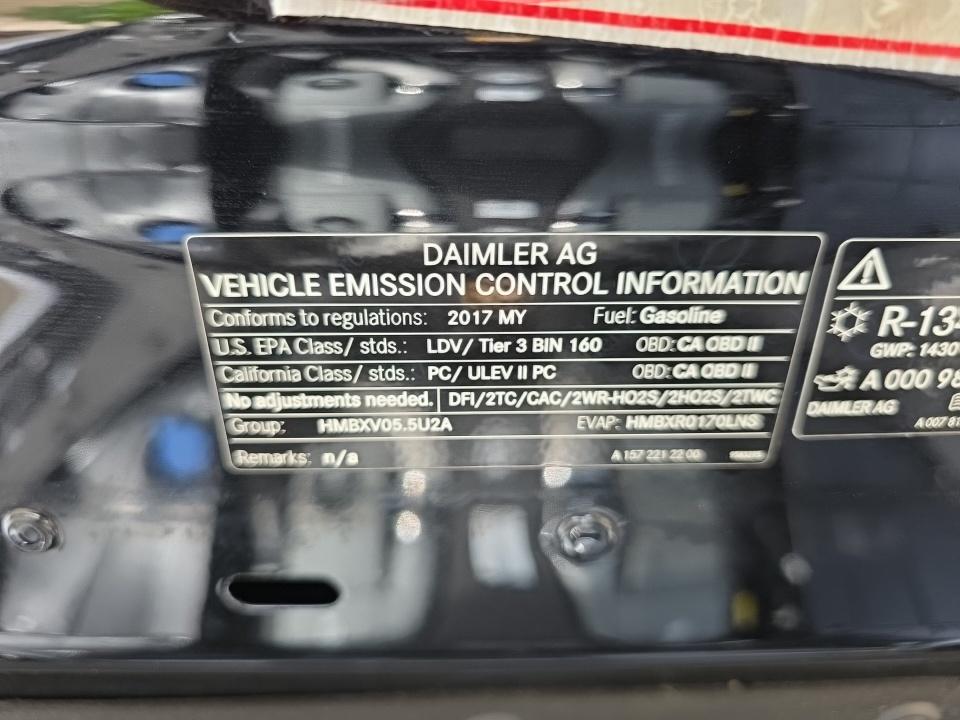 DAIMLER AG
VEHICLE EMISSION CONTROL INFORMATION
Conforms to regulations: 2017 MY Fuel: Gasoline
U.S. EPA Class/ stds.: LDV/ Tier 3 BIN 160 OBD: CA OBD II
California Class/ stds.: PC/ ULEV II PC OBD: CA OBD II
No adjustments needed. DFI/2TC/CAC/2WR-HO2S/2HO2S/2TWC
Group: HMBXV05.5U2A EVAP: HMBXR0170LNS
Remarks: n/a A 157 221 22 00
R-134
GWP: 1430
A 000 98
DAIMLER AG
A 007 81